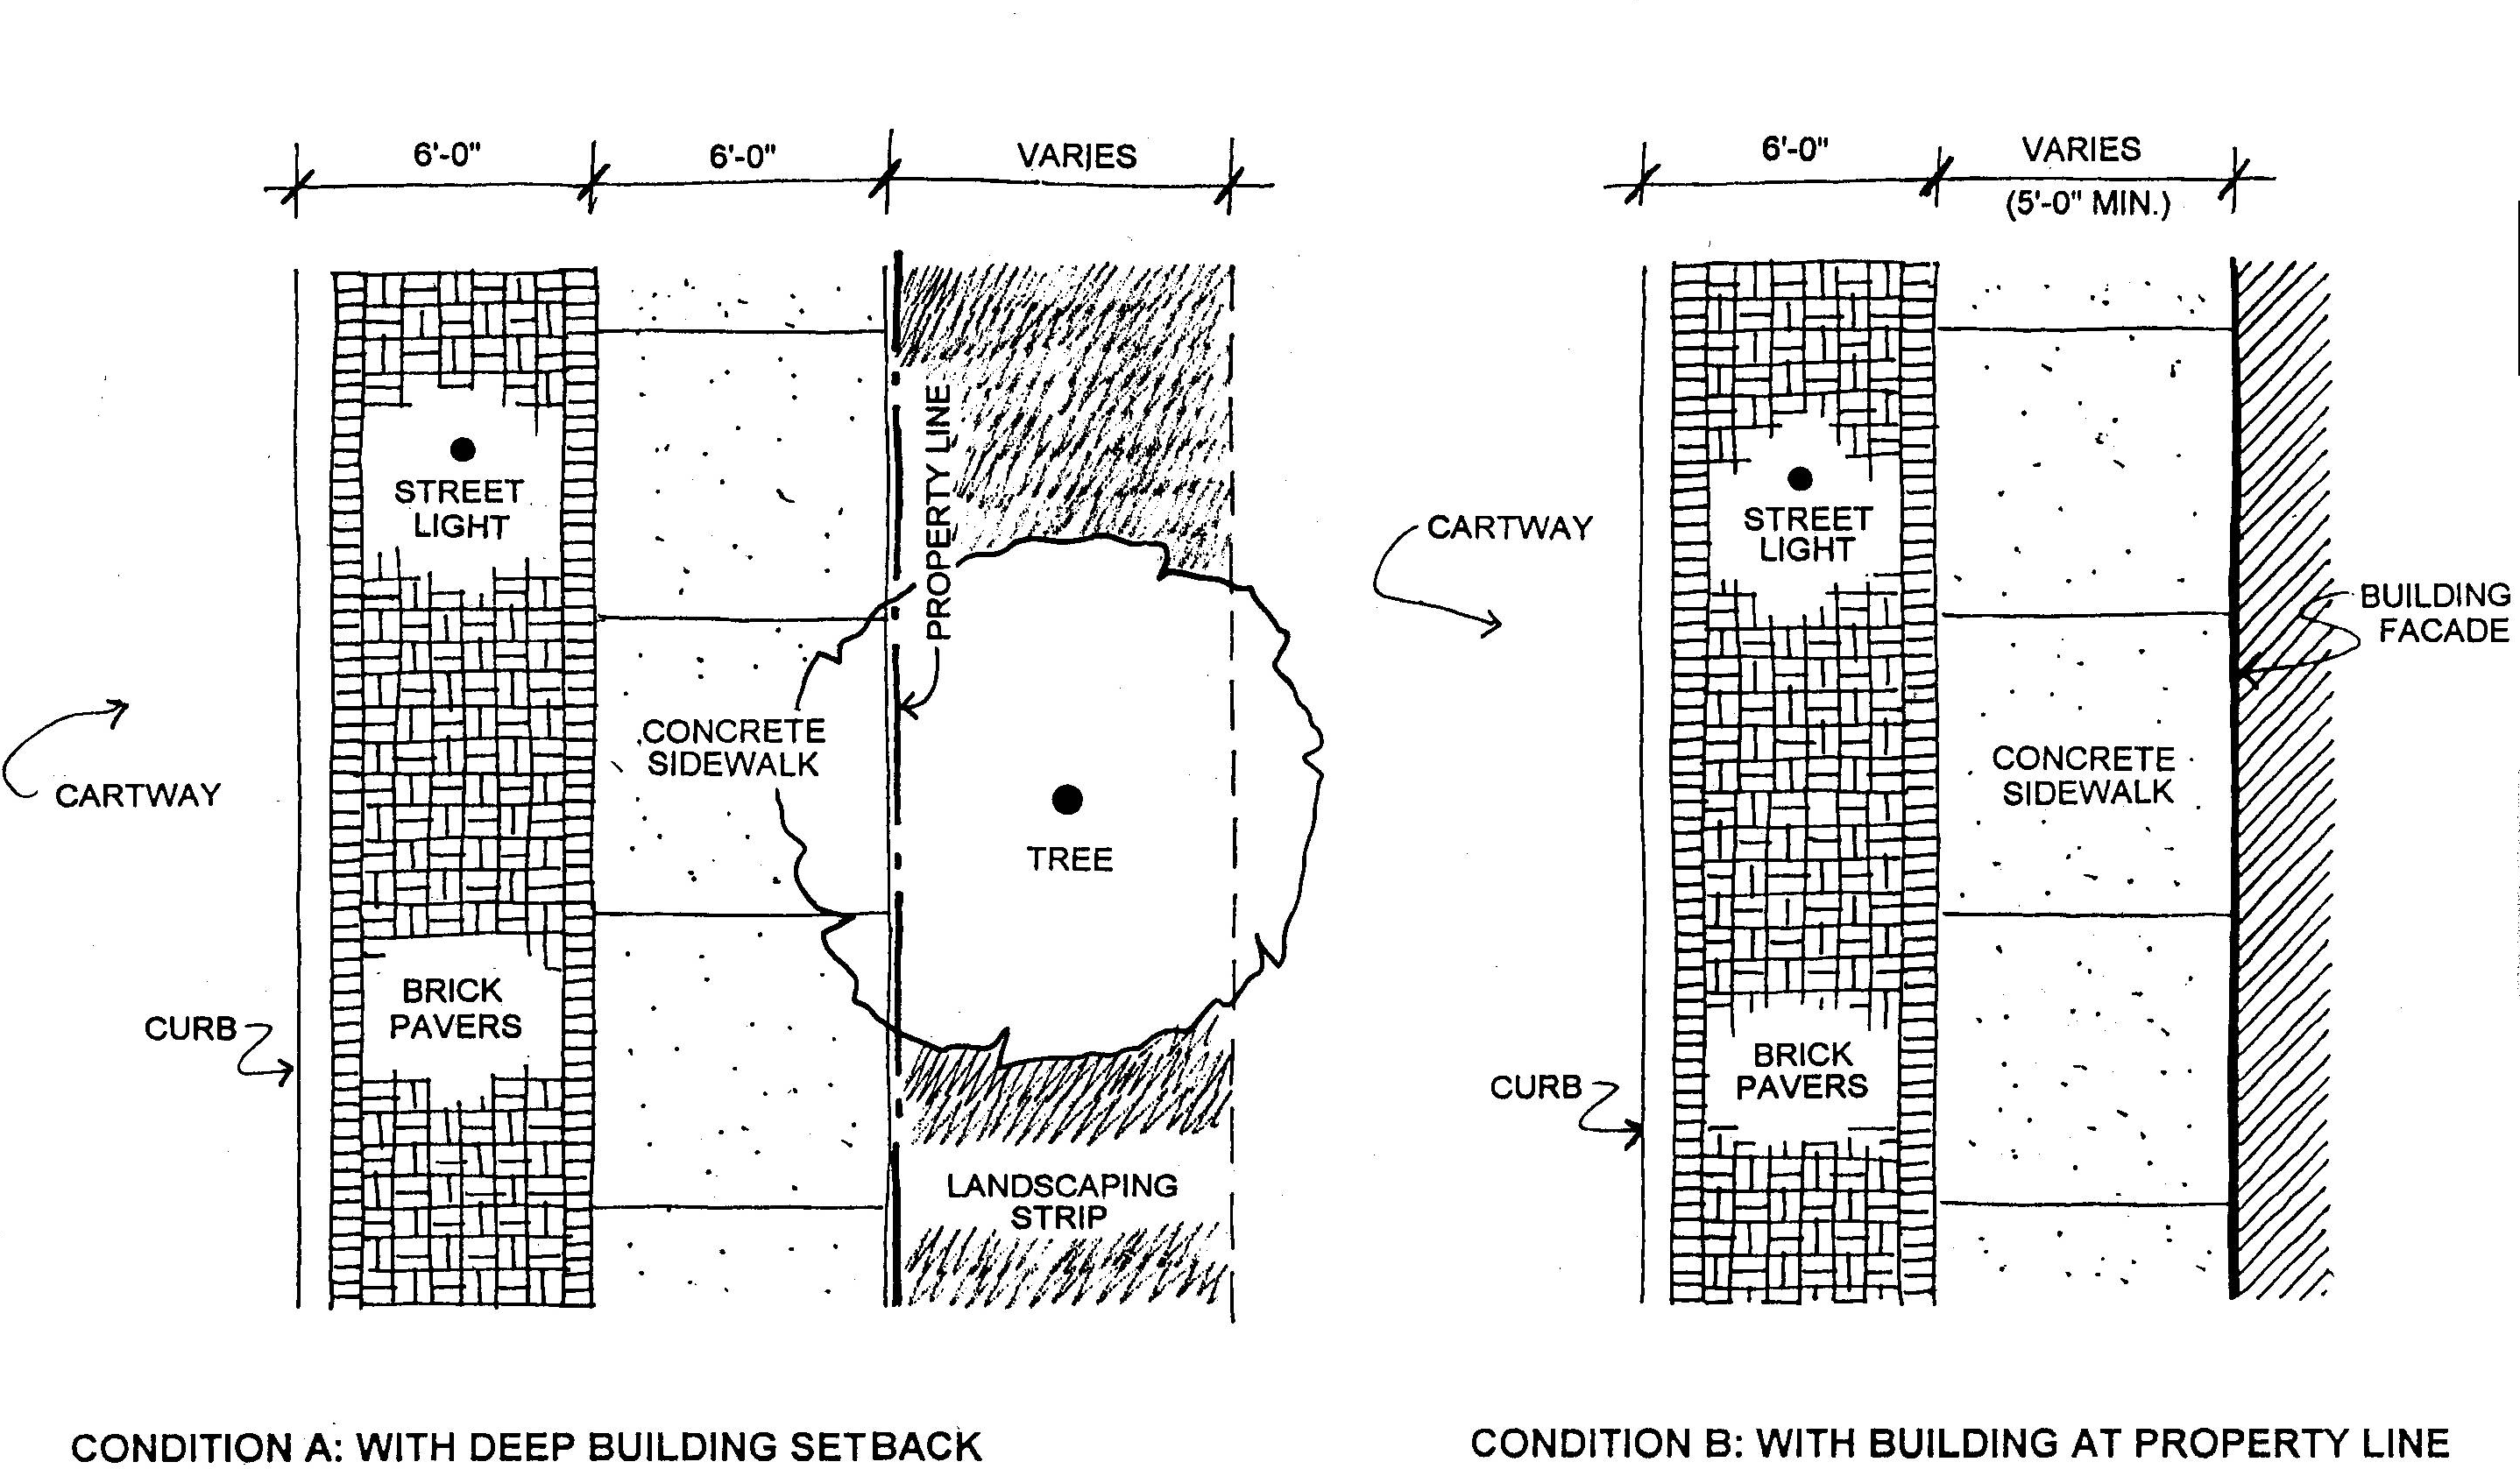 6'-0"
6'-0"
VARIES
STREET
LIGHT
PROPERTY LINE
CONCRETE
SIDEWALK
CARTWAY
TREE
BRICK
PAVERS
CURB
LANDSCAPING
STRIP
CONDITION A: WITH DEEP BUILDING SETBACK
6'-0"
VARIES
(5'-0" MIN.)
CARTWAY
STREET
LIGHT
BUILDING
FACADE
CONCRETE
SIDEWALK
BRICK
PAVERS
CURB
CONDITION B: WITH BUILDING AT PROPERTY LINE